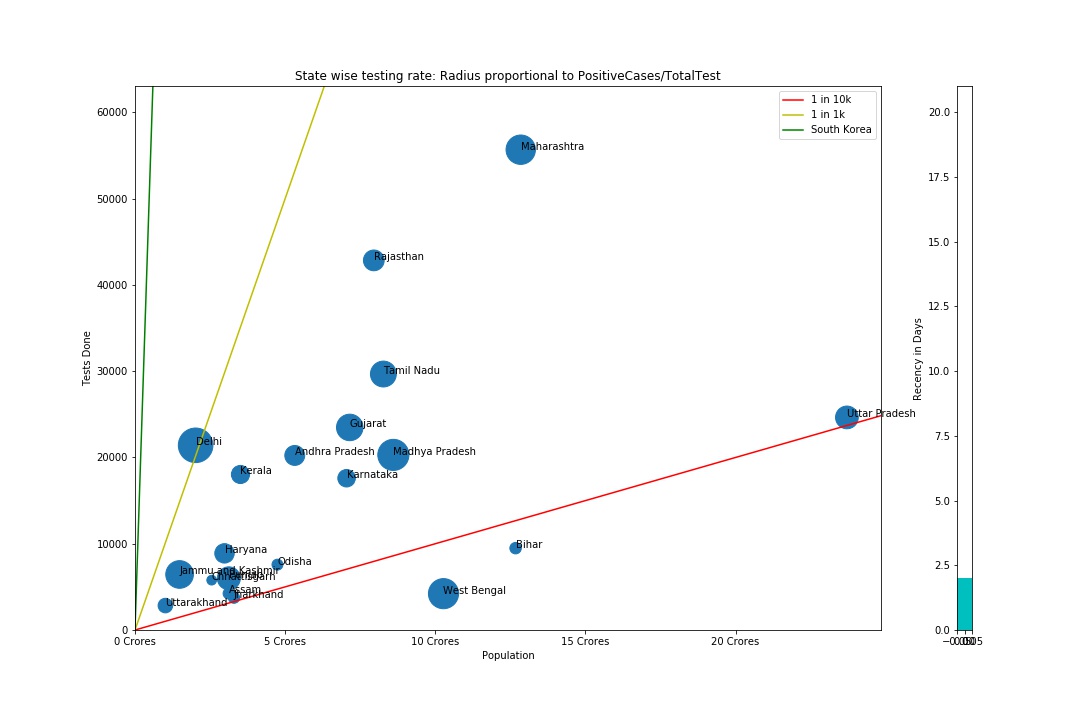 State wise testing rate: Radius proportional to PositiveCases/TotalTest
1 in 10k
1 in 1k
South Korea
60000
50000
40000
30000
20000
10000
0
Tests Done
Maharashtra
Rajasthan
Tamil Nadu
Uttar Pradesh
Gujarat
Delhi
Andhra Pradesh
Madhya Pradesh
Kerala
Karnataka
Haryana
Bihar
Odisha
Jammu and Kashmir
Chhattisgarh
Assam
Jharkhand
West Bengal
Uttarakhand
0 Crores
5 Crores
10 Crores
15 Crores
20 Crores
Population
20.0
17.5
15.0
12.5
10.0
7.5
5.0
2.5
0.0
Recency in Days